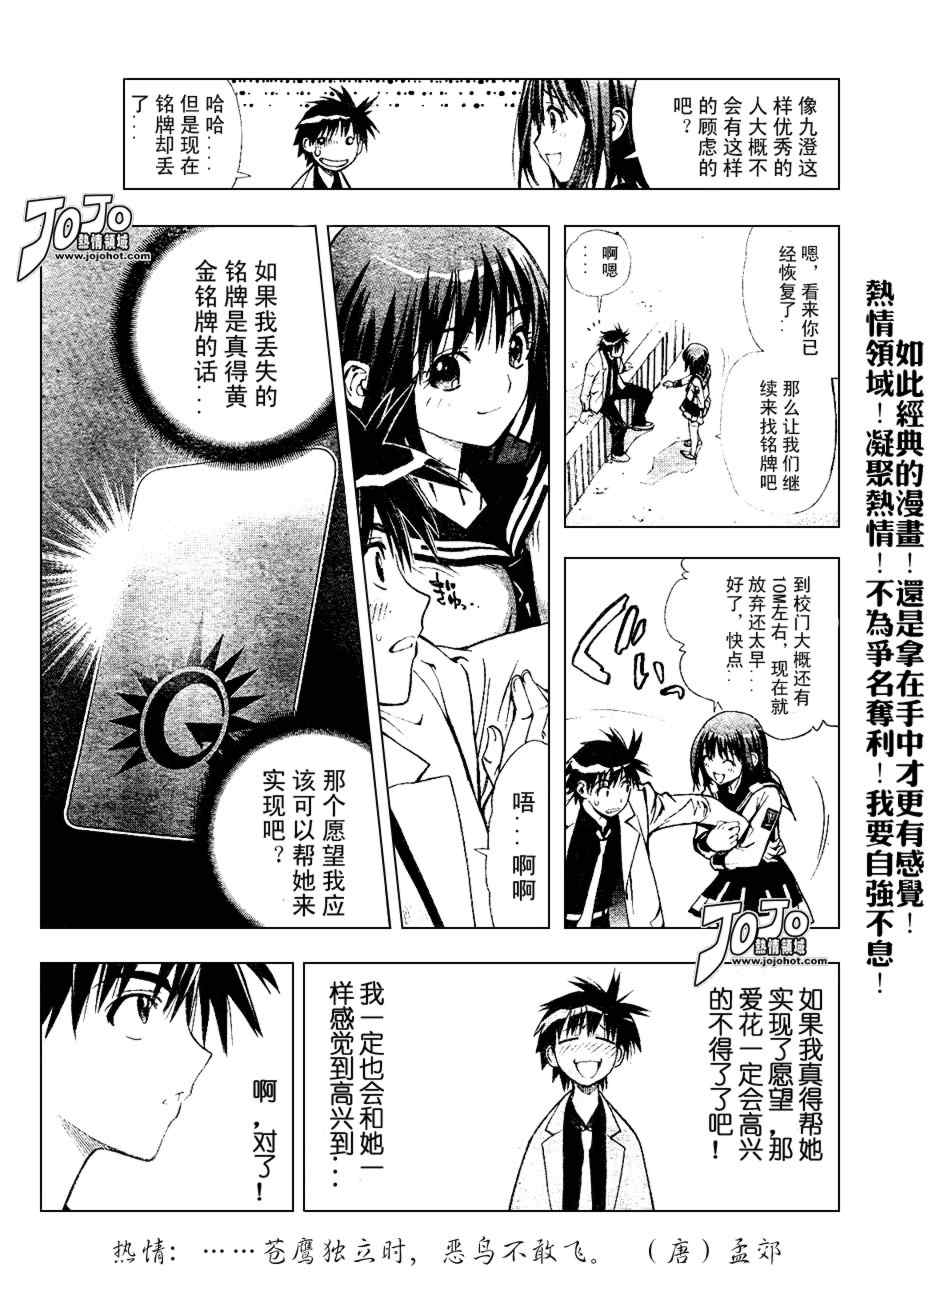 像九澄这
样优秀的
人大概不
会有这样
的顾虑的
吧？
哈哈····
但是现在
铭牌却丢
了···
JOJO
熱情領域
www.jojohot.com
嗯，看来你已
经恢复了··
啊嗯
····
那么让我们继
续来找铭牌吧
如果我丢失的
铭牌是真得黄
金铭牌的话···
G
那个愿望我应
该可以帮她来
实现吧？
到校门大概还有
10M左右，现在就
放弃还太早···
好了，快点··
唔····啊啊
JOJO
熱情領域
www.jojohot.com
如果我真得帮她
实现了愿望，那
爱花一定会高兴
的不得了了吧！
我一定也会和她一
样感觉到高兴到···
啊，对了！
如此經典的漫畫！還是拿在手中才更有感覺！
熱情領域！凝聚熱情！不為爭名奪利！我要自強不息！
热情：……苍鹰独立时，恶鸟不敢飞。（唐）孟郊